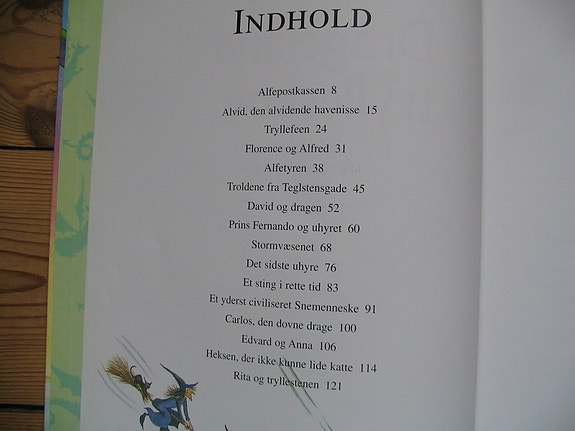 INDHOLD
Alfepostkassen 8
Alvid, den alvidende havenisse 15
Tryllefeen 24
Florence og Alfred 31
Alfetyren 38
Troldene fra Teglstensgade 45
David og dragen 52
Prins Fernando og uhyret 60
Stormvæsenet 68
Det sidste uhyre 76
Et sting i rette tid 83
Et yderst civiliseret Snemenneske 91
Carlos, den dovne drage 100
Edvard og Anna 106
Heksen, der ikke kunne lide katte 114
Rita og tryllestenen 121